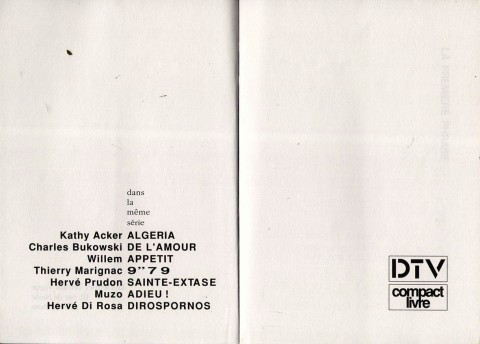 dans
la
même
série
Kathy Acker ALGERIA
Charles Bukowski DE L'AMOUR
Willem APPETIT
Thierry Marignac 9"79
Hervé Prudon SAINTE-EXTASE
Muzo ADIEU !
Hervé Di Rosa DIROSPORNOS
DTV
compact
livre